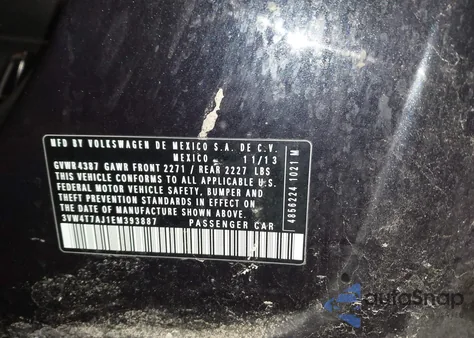 MFD BY VOLKSWAGEN DE MEXICO S.A. DE C.V.
MEXICO 11/13
GVWR4387 GAWR FRONT 2271 / REAR 2227 LBS
THIS VEHICLE CONFORMS TO ALL APPLICABLE U.S.
FEDERAL MOTOR VEHICLE SAFETY, BUMPER AND
THEFT PREVENTION STANDARDS IN EFFECT ON
THE DATE OF MANUFACTURE SHOWN ABOVE.
3VW4T7AJ1EM393887 PASSENGER CAR
4856224 1021 M
autoSnap